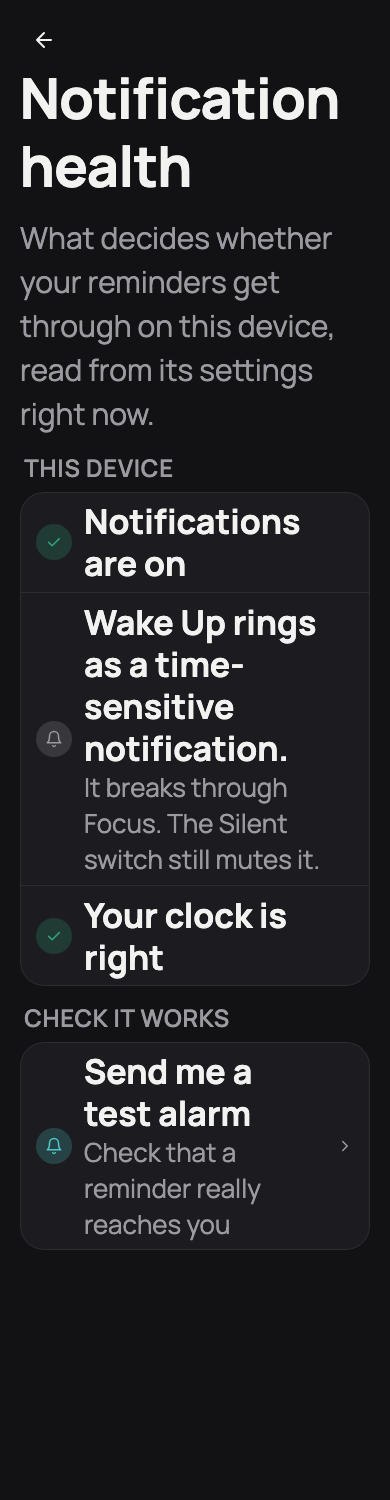 Notification
health
What decides whether
your reminders get
through on this device,
read from its settings
right now.
THIS DEVICE
Notifications
are on
Wake Up rings
as a time-
sensitive
notification.
It breaks through
Focus. The Silent
switch still mutes it.
Your clock is
right
CHECK IT WORKS
Send me a
test alarm
Check that a
reminder really
reaches you